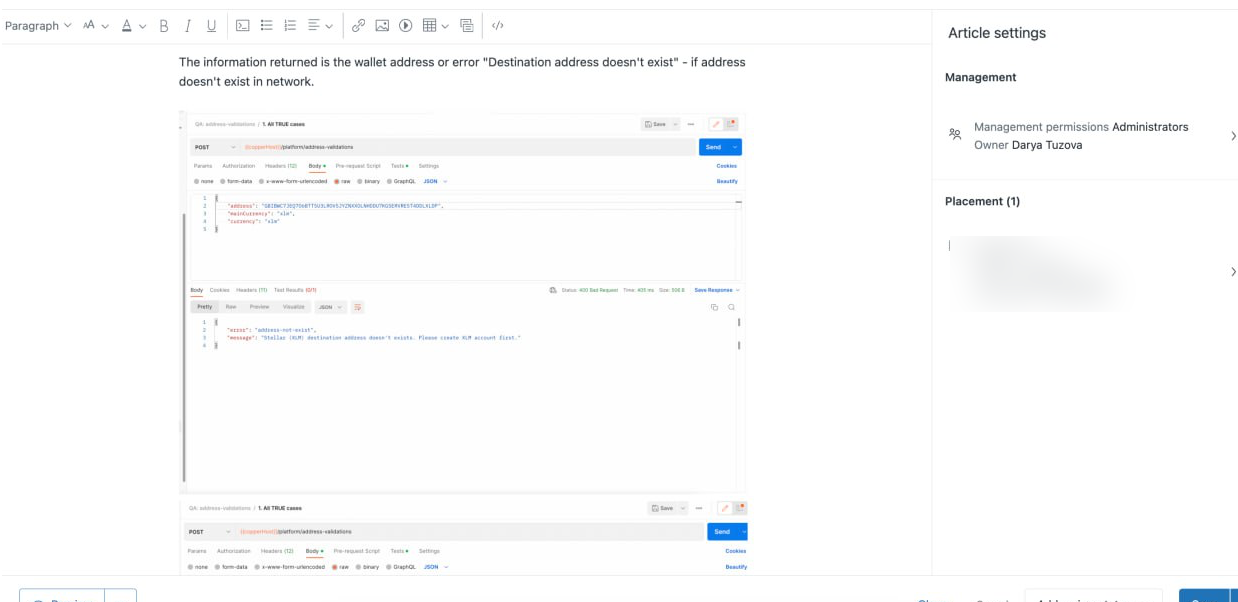 Paragraph
Article settings
The information returned is the wallet address or error "Destination address doesn't exist" - if address
doesn't exist in network.
Management
Management permissions Administrators
Owner Darya Tuzova
Placement (1)
QA: address-validations / 1. All TRUE cases
Save
POST
{{copperHost}}/platform/address-validations
Send
Params Authorization Headers (12) Body Pre-request Script Tests Settings
Cookies
none form-data x-www-form-urlencoded raw binary GraphQL JSON
Beautify
1 {
2 "address":
3 "mainCurrency": "xlm",
4 "currency": "xlm"
5 }
Body Cookies Headers (11) Test Results (0/7)
Status: 400 Bad Request Time: 405 ms Size: 506 B Save Response
Pretty Raw Preview Visualize JSON
1 {
2 "error": "address-not-exist",
3 "message": "Stellar (XLM) destination address doesn't exists. Please create XLM account first."
4 }
QA: address-validations / 1. All TRUE cases
Save
POST
{{copperHost}}/platform/address-validations
Send
Params Authorization Headers (12) Body Pre-request Script Tests Settings
Cookies
none form-data x-www-form-urlencoded raw binary GraphQL JSON
Beautify